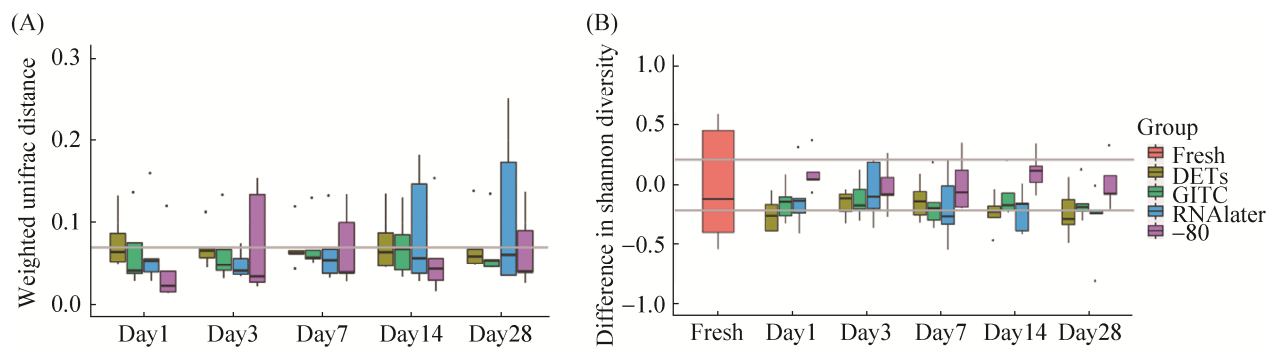 (A)
Weighted unifrac distance
0.3
0.2
0.1
0.0
Day1 Day3 Day7 Day14 Day28
(B)
Difference in shannon diversity
1.0
0.5
0.0
−0.5
−1.0
Fresh Day1 Day3 Day7 Day14 Day28
Group
Fresh
DETs
GITC
RNAlater
−80